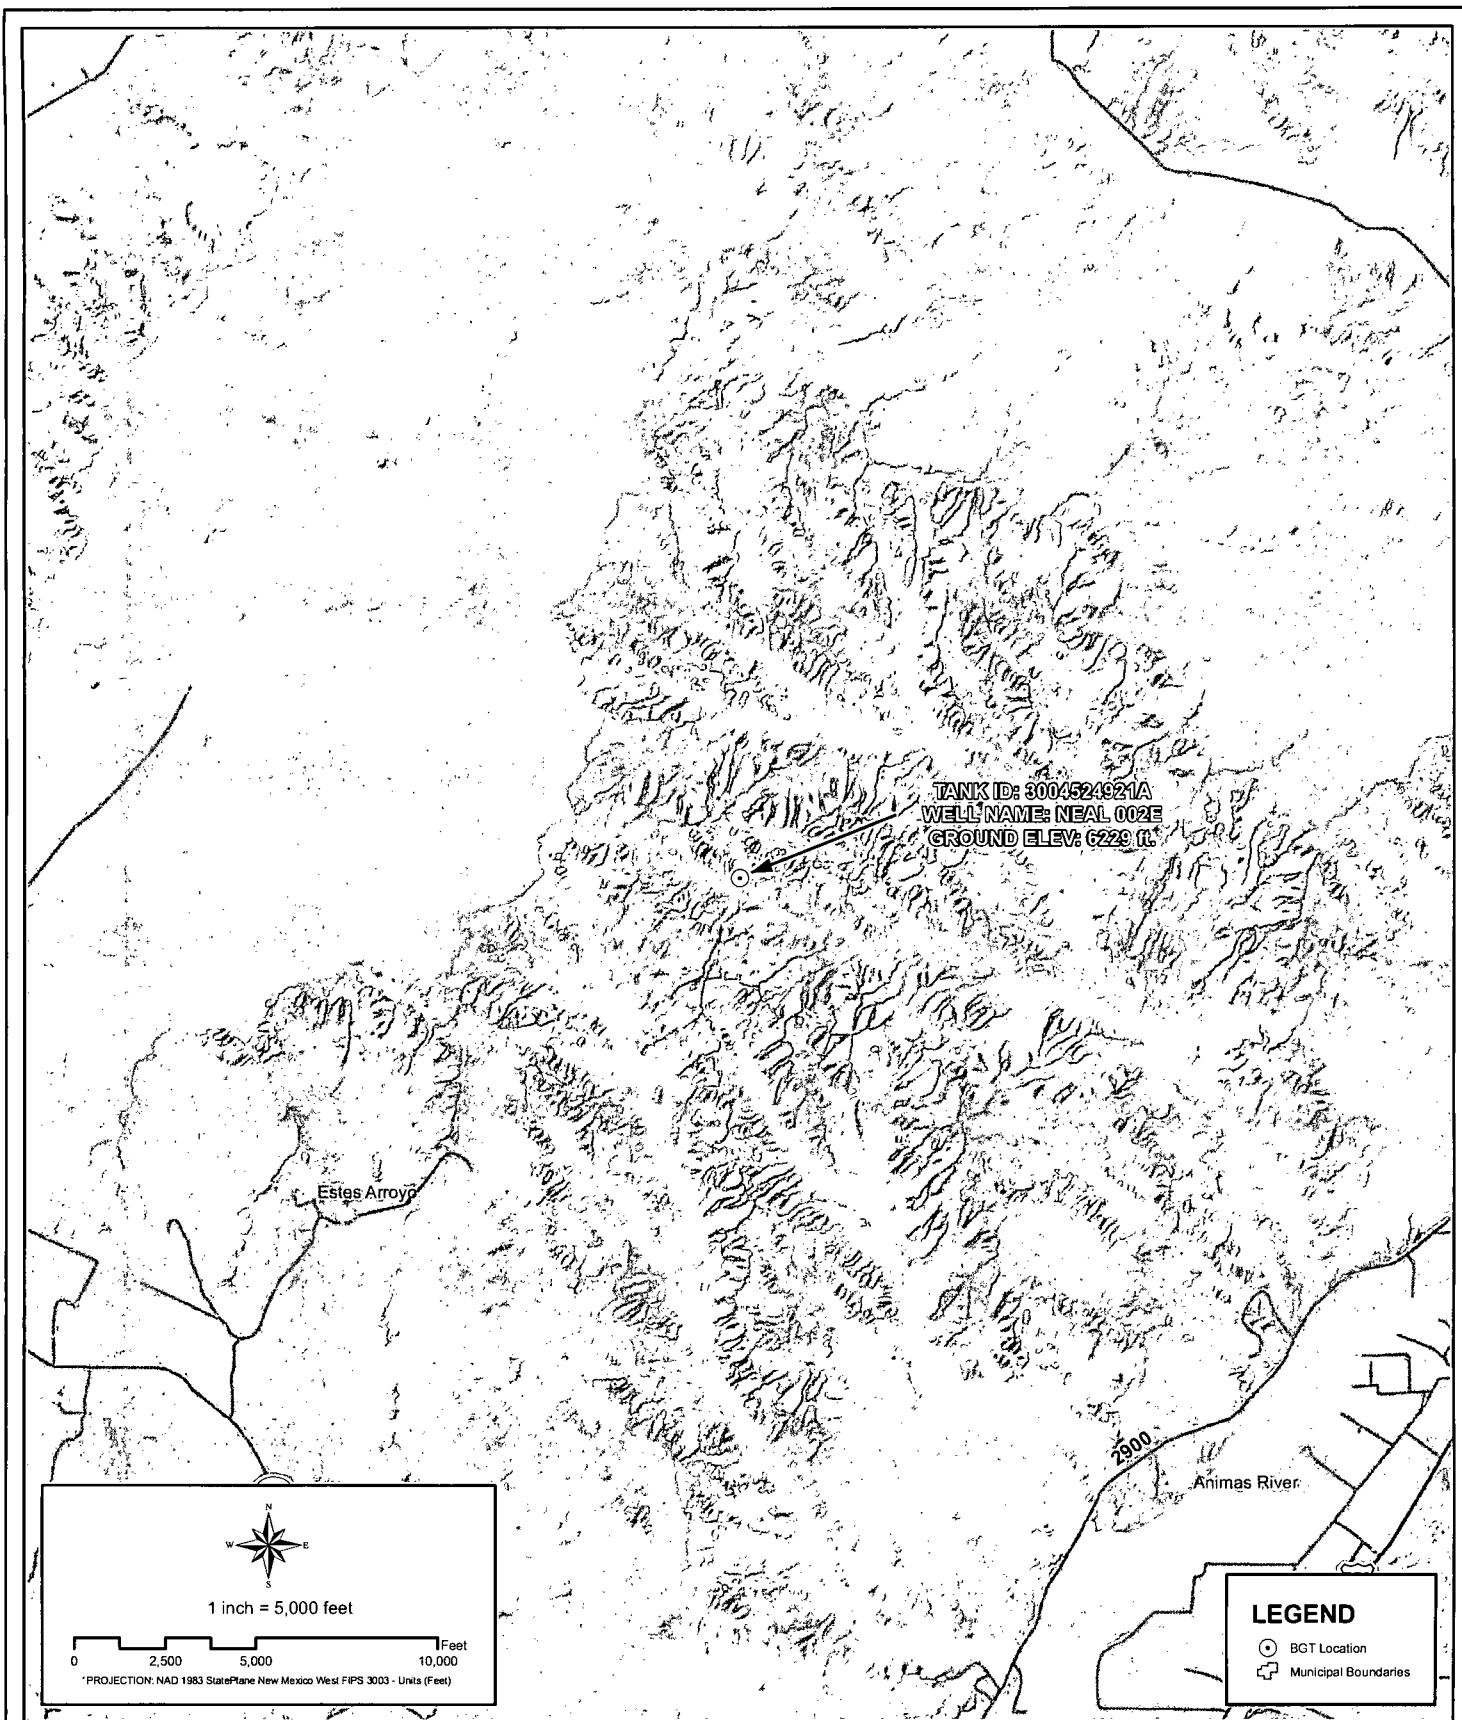 TANK ID: 3004524921A
WELL NAME: NEAL 002E
GROUND ELEV: 6229 ft.
Estes Arroyo
2900
Animas River
N
W E
S
1 inch = 5,000 feet
Feet
0 2,500 5,000 10,000
*PROJECTION: NAD 1983 StatePlane New Mexico West FIPS 3003 - Units (Feet)
LEGEND
BGT Location
Municipal Boundaries